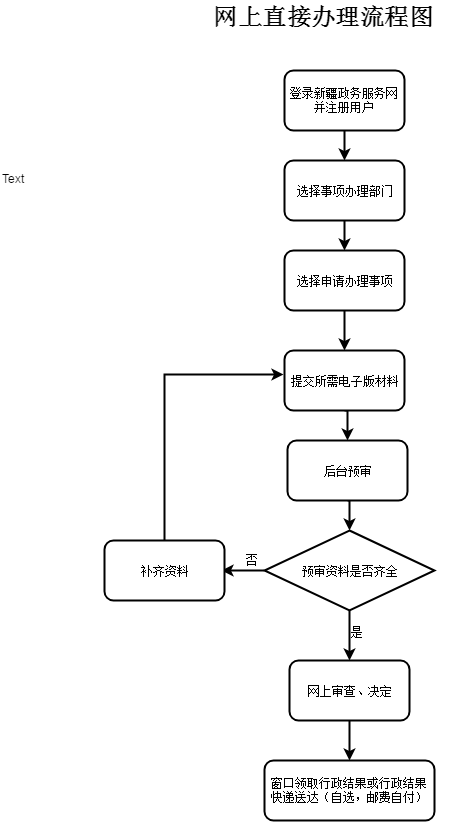 网上直接办理流程图
登录新疆政务服务网
并注册用户
Text
选择事项办理部门
选择申请办理事项
提交所需电子版材料
后台预审
预审资料是否齐全
否
补齐资料
是
网上审查、决定
窗口领取行政结果或行政结果
快递送达（自选，邮费自付）